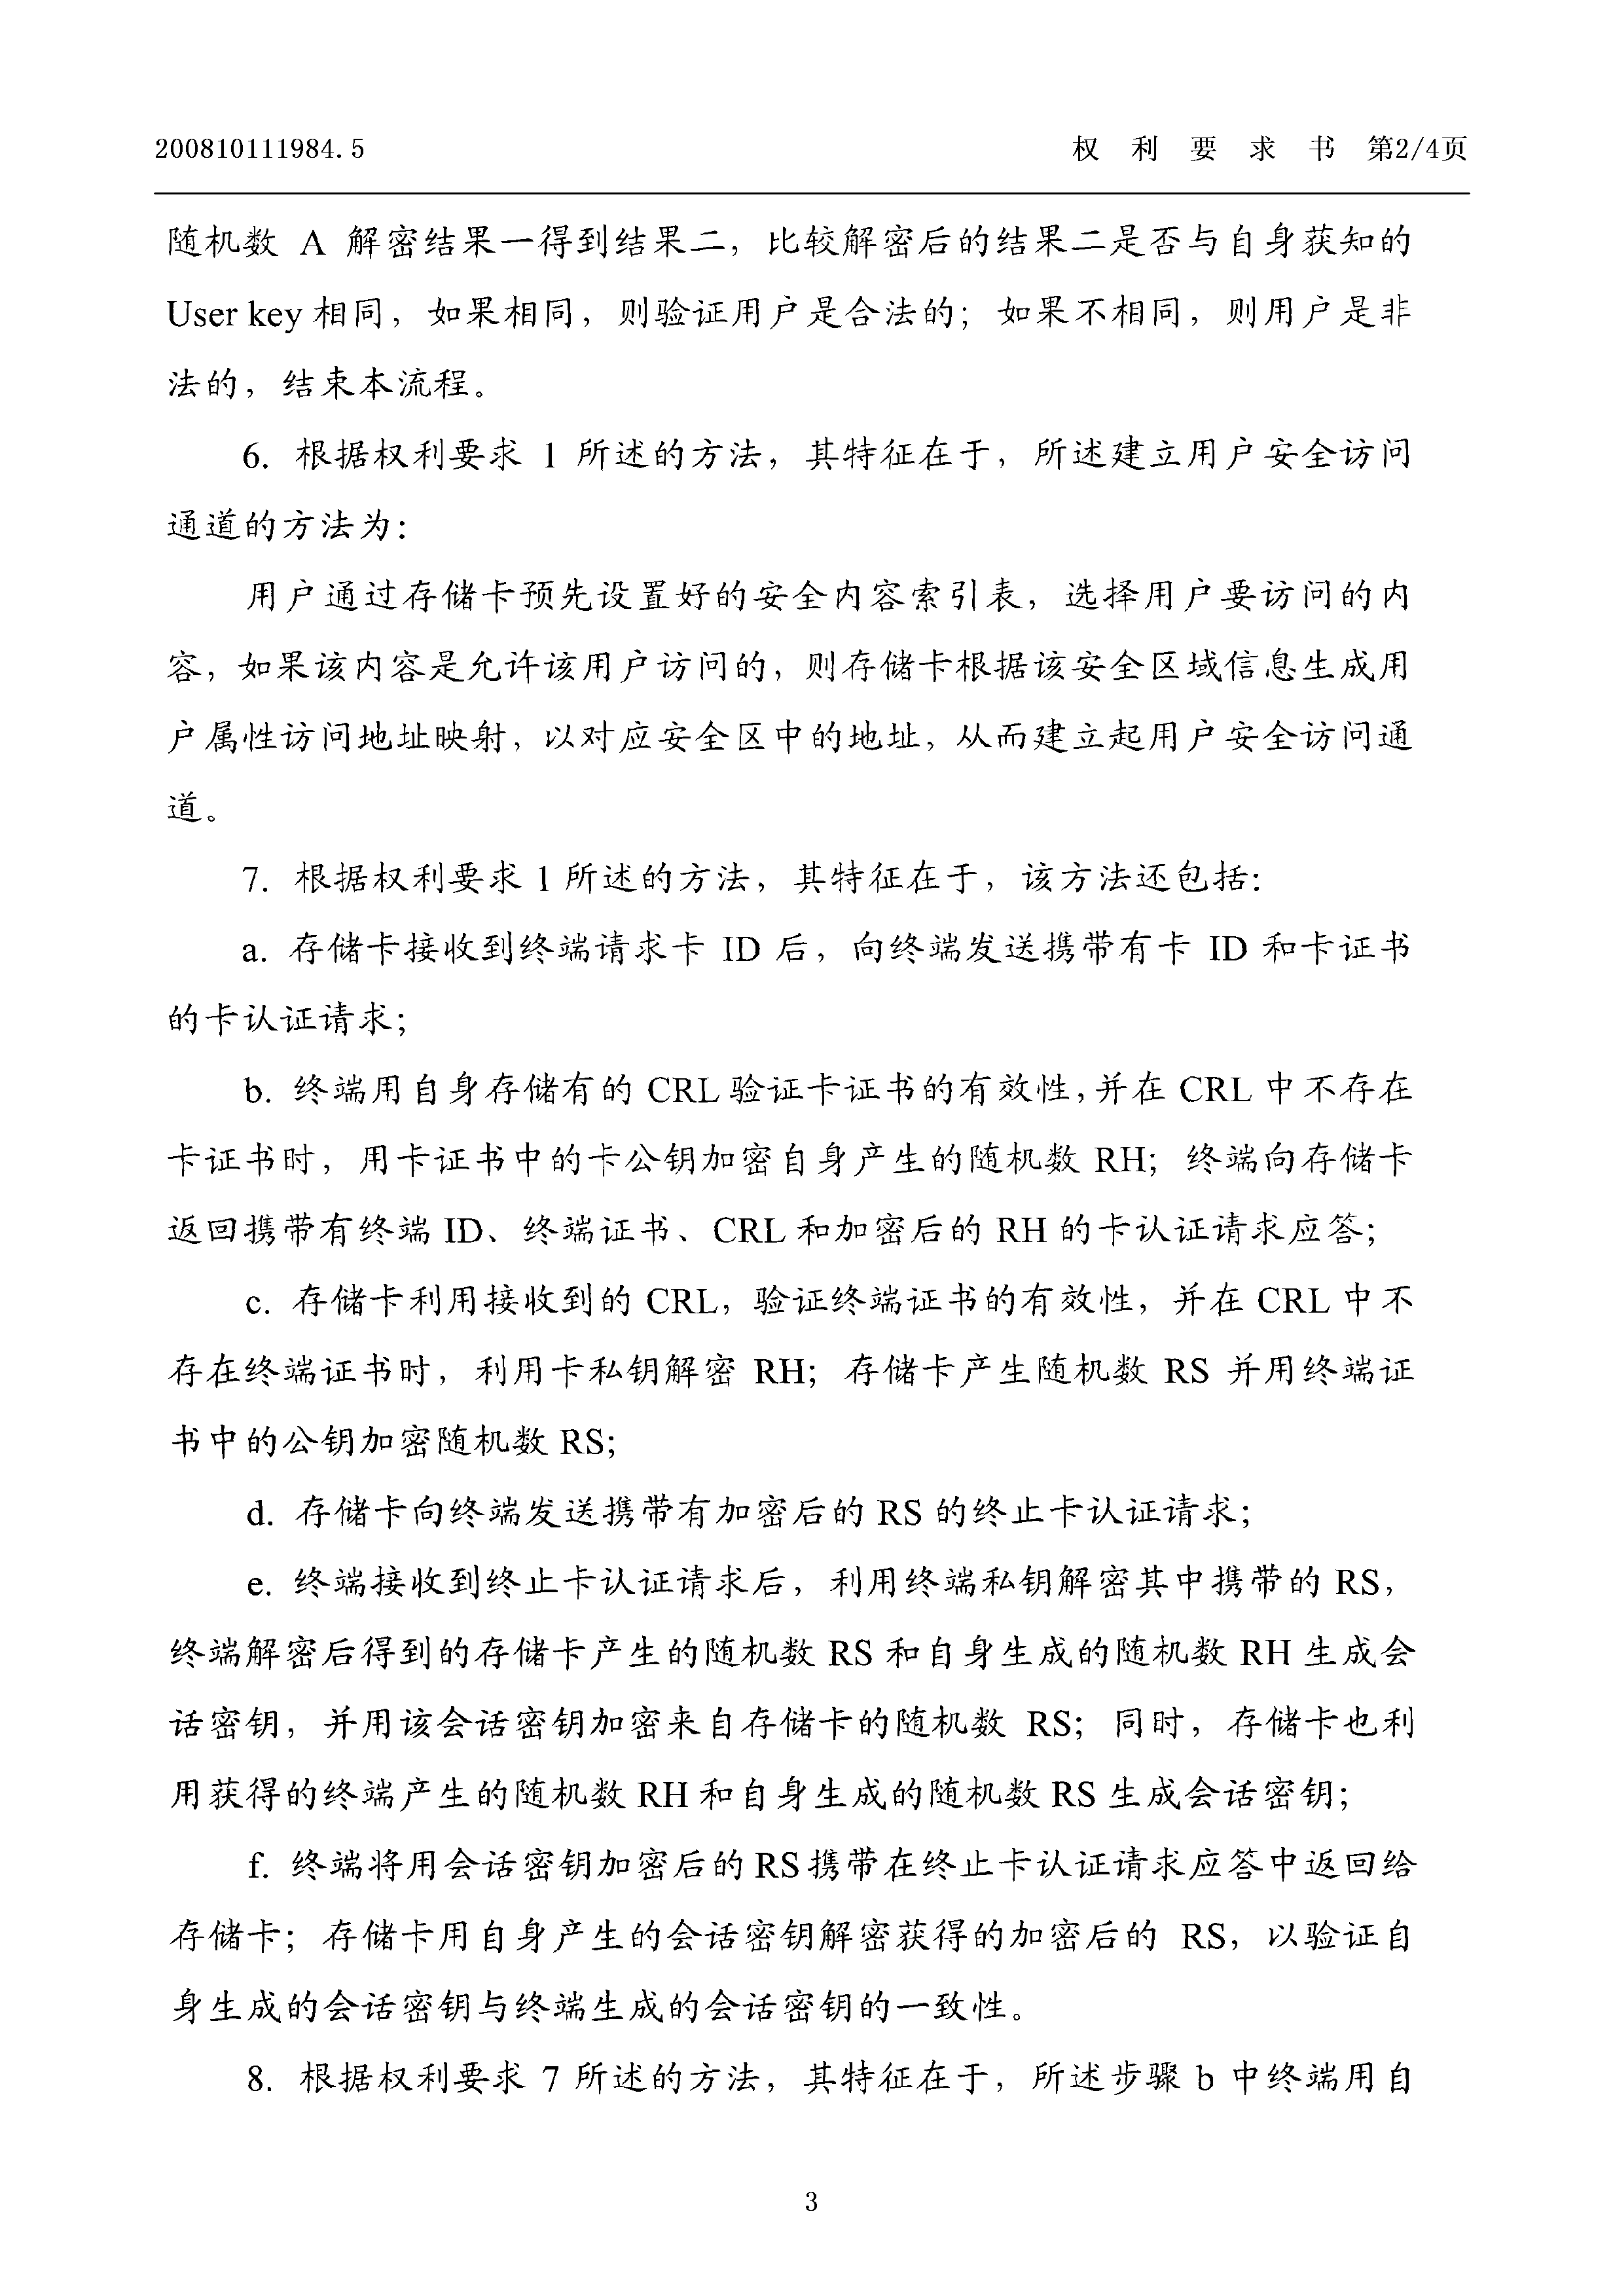 200810111984.5 权利要求书 第2/4页
随机数 A 解密结果一得到结果二，比较解密后的结果二是否与自身获知的
User key 相同，如果相同，则验证用户是合法的；如果不相同，则用户是非
法的，结束本流程。
6. 根据权利要求 1 所述的方法，其特征在于，所述建立用户安全访问
通道的方法为：
用户通过存储卡预先设置好的安全内容索引表，选择用户要访问的内
容，如果该内容是允许该用户访问的，则存储卡根据该安全区域信息生成用
户属性访问地址映射，以对应安全区中的地址，从而建立起用户安全访问通
道。
7. 根据权利要求 1 所述的方法，其特征在于，该方法还包括：
a. 存储卡接收到终端请求卡 ID 后，向终端发送携带有卡 ID 和卡证书
的卡认证请求；
b. 终端用自身存储有的 CRL 验证卡证书的有效性，并在 CRL 中不存在
卡证书时，用卡证书中的卡公钥加密自身产生的随机数 RH；终端向存储卡
返回携带有终端 ID、终端证书、CRL 和加密后的 RH 的卡认证请求应答；
c. 存储卡利用接收到的 CRL，验证终端证书的有效性，并在 CRL 中不
存在终端证书时，利用卡私钥解密 RH；存储卡产生随机数 RS 并用终端证
书中的公钥加密随机数 RS；
d. 存储卡向终端发送携带有加密后的 RS 的终止卡认证请求；
e. 终端接收到终止卡认证请求后，利用终端私钥解密其中携带的 RS，
终端解密后得到的存储卡产生的随机数 RS 和自身生成的随机数 RH 生成会
话密钥，并用该会话密钥加密来自存储卡的随机数 RS；同时，存储卡也利
用获得的终端产生的随机数 RH 和自身生成的随机数 RS 生成会话密钥；
f. 终端将用会话密钥加密后的 RS 携带在终止卡认证请求应答中返回给
存储卡；存储卡用自身产生的会话密钥解密获得的加密后的 RS，以验证自
身生成的会话密钥与终端生成的会话密钥的一致性。
8. 根据权利要求 7 所述的方法，其特征在于，所述步骤 b 中终端用自
3